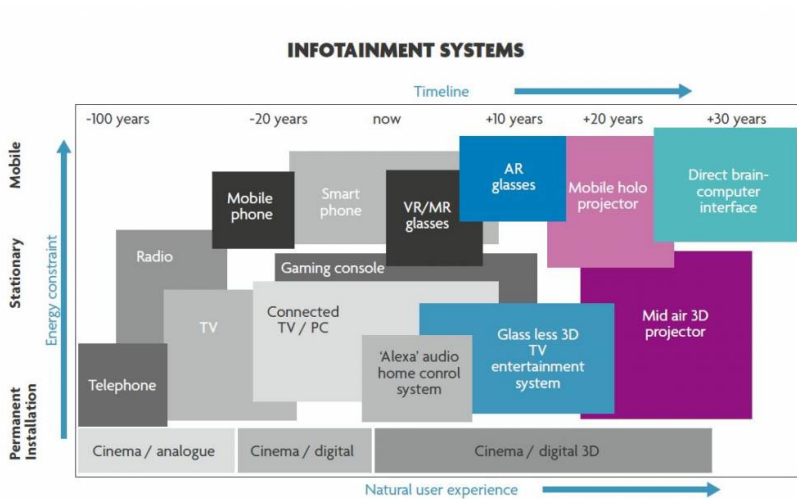 INFOTAINMENT SYSTEMS
Timeline
-100 years
-20 years
now
+10 years
+20 years
+30 years
Mobile
Stationary
Permanent
Installation
Energy constraint
Mobile
phone
Smart
phone
VR/MR
glasses
AR
glasses
Mobile holo
projector
Direct brain-
computer
interface
Radio
Gaming console
TV
Connected
TV / PC
Glass less 3D
TV
entertainment
system
Mid air 3D
projector
Telephone
'Alexa' audio
home conrol
system
Cinema / analogue
Cinema / digital
Cinema / digital 3D
Natural user experience